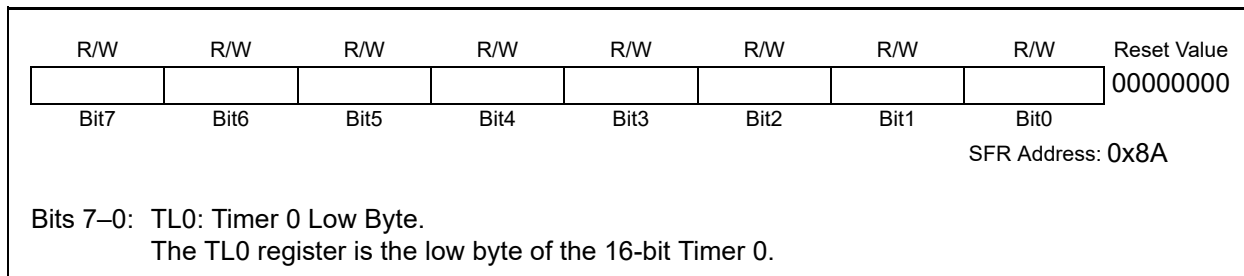 R/W R/W R/W R/W R/W R/W R/W R/W Reset Value
00000000
Bit7 Bit6 Bit5 Bit4 Bit3 Bit2 Bit1 Bit0
SFR Address: 0x8A
Bits 7–0: TL0: Timer 0 Low Byte.
The TL0 register is the low byte of the 16-bit Timer 0.